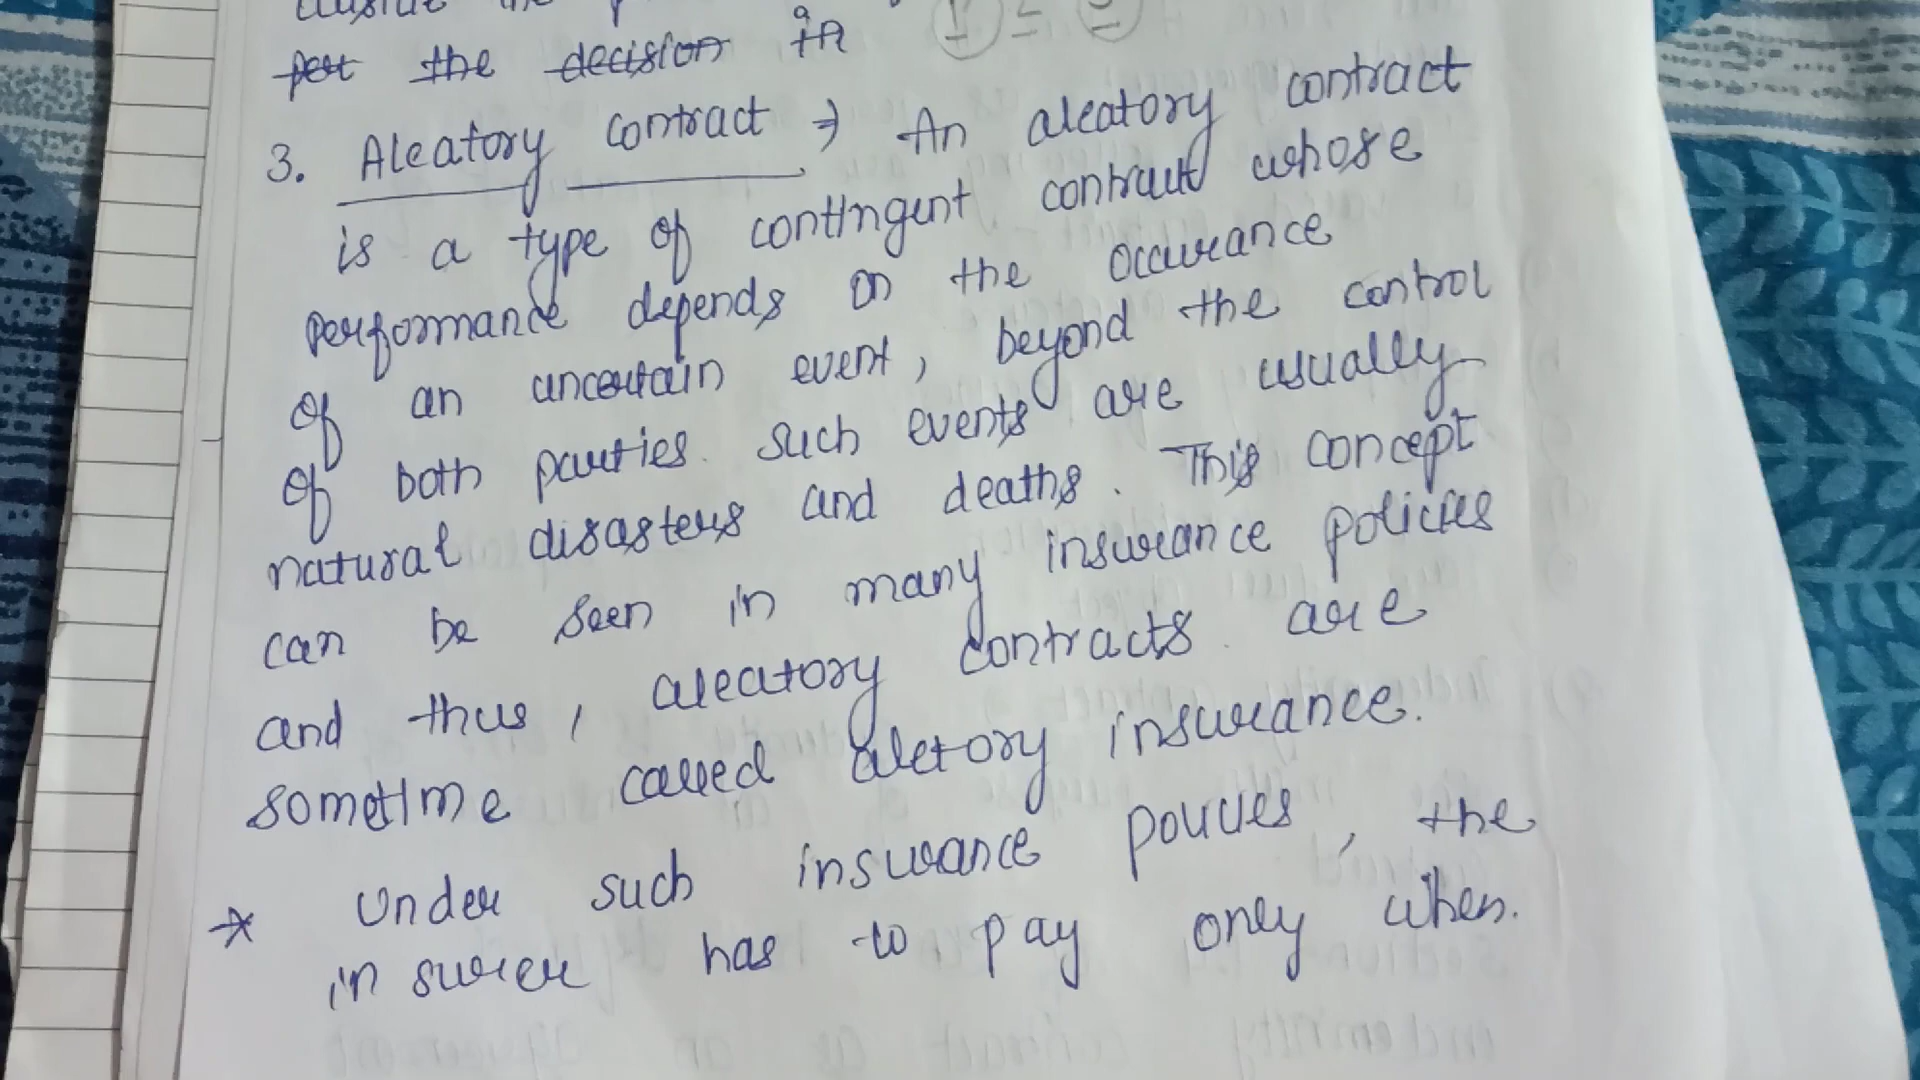 the
per the decision in
3. Aleatory contract → An aleatory contract
is a type of contingent contract whose
performance depends on the occurance
of an uncertain event, beyond the control
of both parties. such events are usually
natural disasters and deaths. This concept
can be seen in many insurance policies
and thus, aleatory contracts are
sometime called aletory insurance.
* Under such insurance policies, the
insurer has to pay only when.